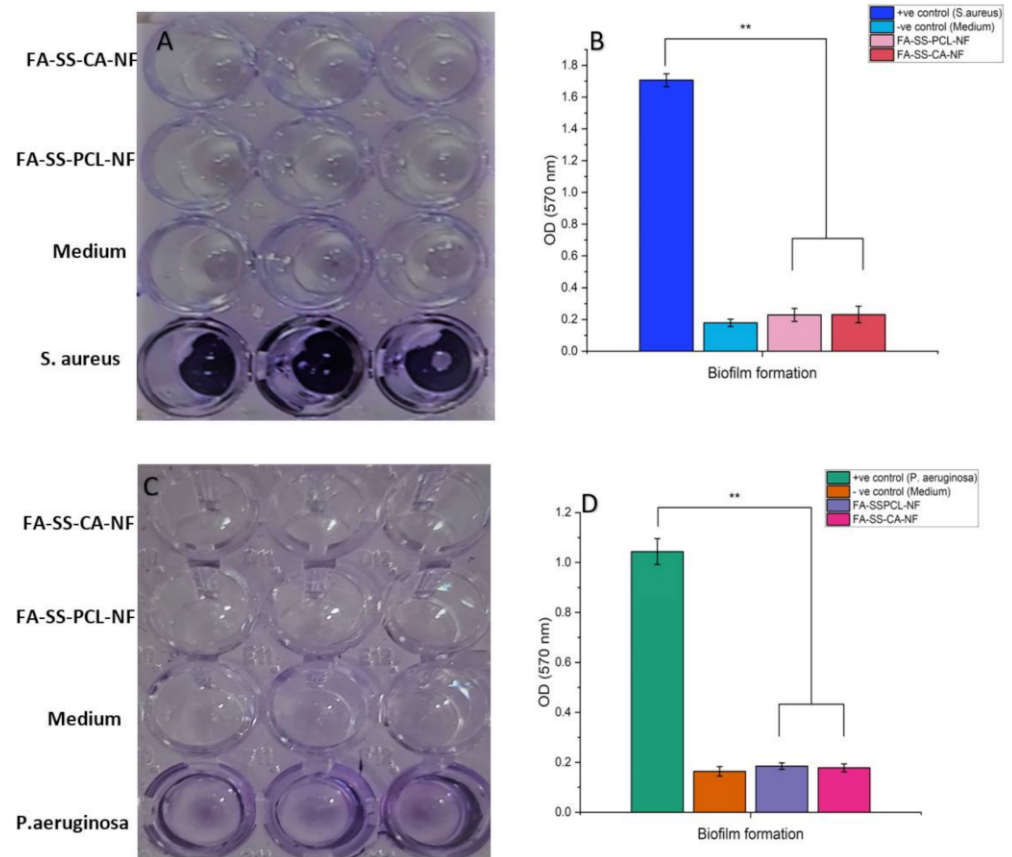 A
FA-SS-CA-NF
FA-SS-PCL-NF
Medium
S. aureus
B
+ve control (S.aureus)
-ve control (Medium)
FA-SS-PCL-NF
FA-SS-CA-NF
**
1.8
1.6
1.4
1.2
1.0
0.8
0.6
0.4
0.2
0.0
OD (570 nm)
Biofilm formation
C
FA-SS-CA-NF
FA-SS-PCL-NF
Medium
P.aeruginosa
D
+ve control (P. aeruginosa)
- ve control (Medium)
FA-SSPCL-NF
FA-SS-CA-NF
**
1.2
1.0
0.8
0.6
0.4
0.2
0.0
OD (570 nm)
Biofilm formation